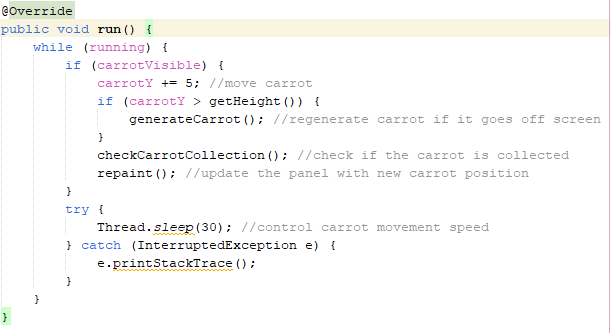 @Override
public void run() {
    while (running) {
        if (carrotVisible) {
            carrotY += 5; //move carrot
            if (carrotY > getHeight()) {
                generateCarrot(); //regenerate carrot if it goes off screen
            }
            checkCarrotCollection(); //check if the carrot is collected
            repaint(); //update the panel with new carrot position
        }
        try {
            Thread.sleep(30); //control carrot movement speed
        } catch (InterruptedException e) {
            e.printStackTrace();
        }
    }
}